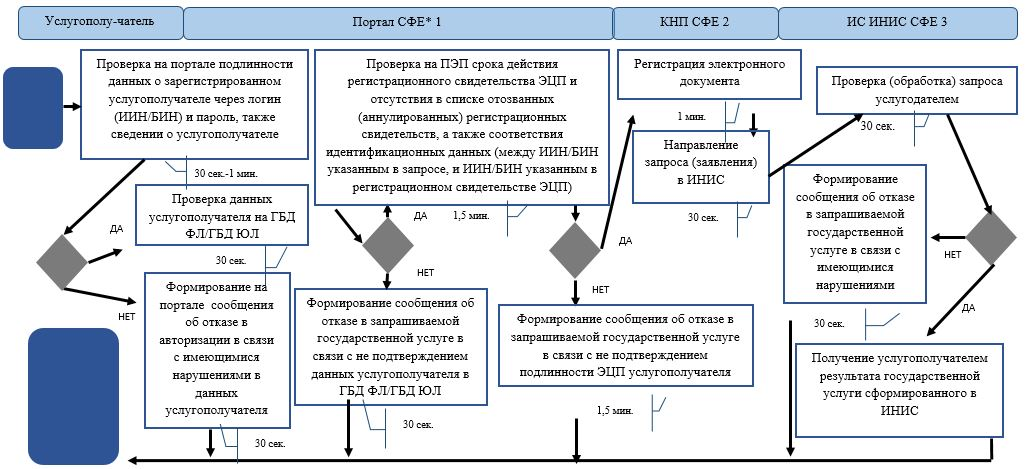 Услугополу-чатель
Портал СФЕ* 1
КНП СФЕ 2
ИС ИНИС СФЕ 3
Проверка на портале подлинности
данных о зарегистрированном
услугополучателе через логин
(ИИН/БИН) и пароль, также
сведении о услугополучателе
30 сек.-1 мин.
Проверка данных
услугополучателя на ГБД
ФЛ/ГБД ЮЛ
30 сек.
ДА
НЕТ
Формирование на
портале сообщения
об отказе в
авторизации в связи
с имеющимися
нарушениями в
данных
услугополучателя
30 сек.
Проверка на ПЭП срока действия
регистрационного свидетельства ЭЦП и
отсутствия в списке отозванных
(аннулированных) регистрационных
свидетельств, а также соответствия
идентификационных данных (между ИИН/БИН
указанным в запросе, и ИИН/БИН указанным в
регистрационном свидетельстве ЭЦП)
ДА
1,5 мин.
НЕТ
Формирование сообщения об
отказе в запрашиваемой
государственной услуге в
связи с не подтверждением
данных услугополучателя в
ГБД ФЛ/ГБД ЮЛ
30 сек.
ДА
НЕТ
Формирование сообщения об отказе в
запрашиваемой государственной услуге
в связи с не подтверждением
подлинности ЭЦП услугополучателя
1,5 мин.
Регистрация электронного
документа
1 мин.
Направление
запроса (заявления)
в ИНИС
30 сек.
Проверка (обработка) запроса
услугодателем
30 сек.
Формирование
сообщения об отказе
в запрашиваемой
государственной
услуге в связи с
имеющимися
нарушениями
НЕТ
30 сек.
ДА
Получение услугополучателем
результата государственной
услуги сформированного в
ИНИС